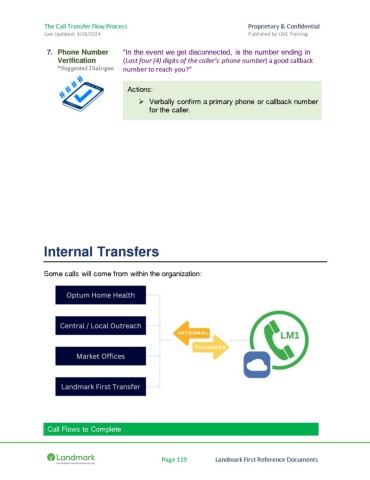 The Call Transfer Flow Process Proprietary & Confidential
Last Updated: 4/19/2024 Published by LM1 Training
7. Phone Number
Verification
*Suggested Dialogue
"In the event we get disconnected, is the number ending in
(Last four (4) digits of the caller's phone number) a good callback
number to reach you?"
Actions:
➢ Verbally confirm a primary phone or callback number
for the caller.
Internal Transfers
Some calls will come from within the organization:
Optum Home Health
Central / Local Outreach
Market Offices
Landmark First Transfer
INTERNAL
TRANSFER
LM1
Call Flows to Complete
Landmark
Page 119 Landmark First Reference Documents